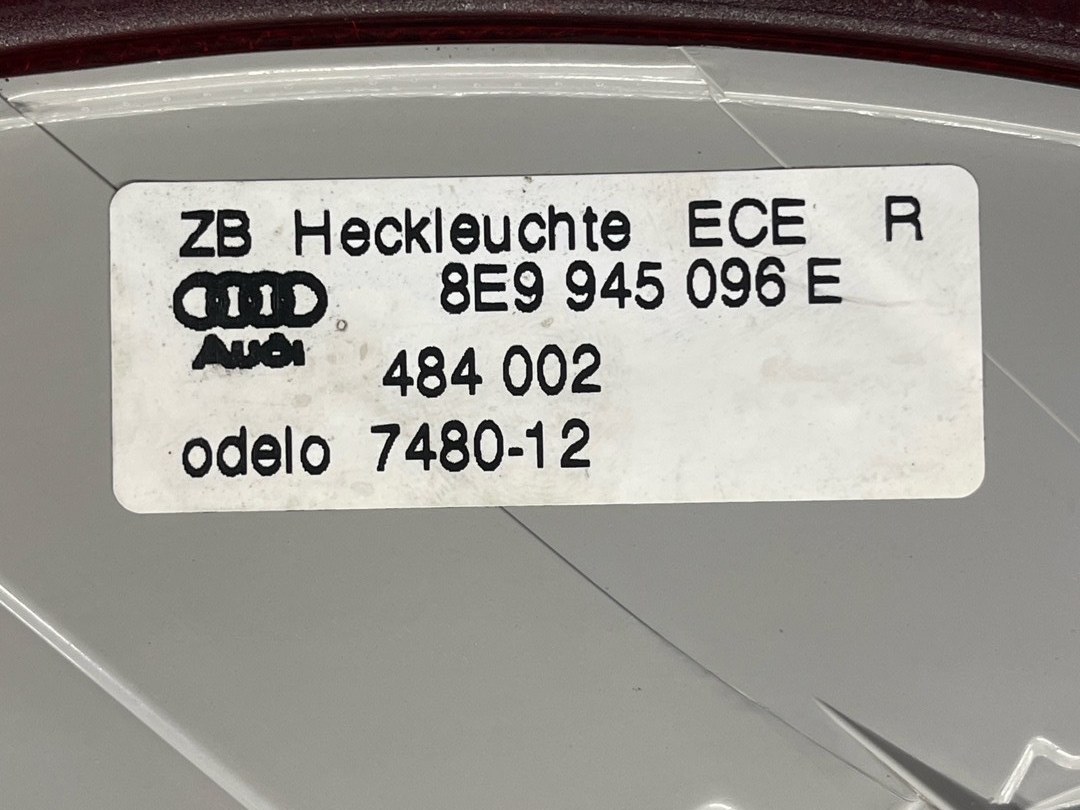 ZB Heckleuchte ECE R
8E9 945 096 E
Audi
484 002
odelo 7480-12